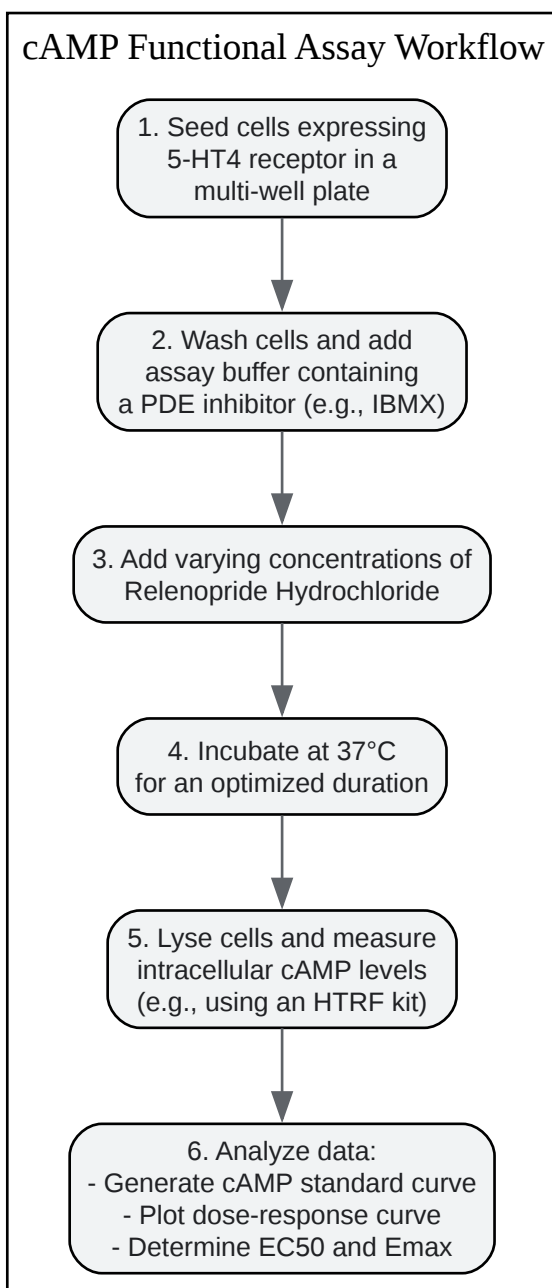 cAMP Functional Assay Workflow
1. Seed cells expressing
5-HT4 receptor in a
multi-well plate
2. Wash cells and add
assay buffer containing
a PDE inhibitor (e.g., IBMX)
3. Add varying concentrations of
Relenopride Hydrochloride
4. Incubate at 37°C
for an optimized duration
5. Lyse cells and measure
intracellular cAMP levels
(e.g., using an HTRF kit)
6. Analyze data:
- Generate cAMP standard curve
- Plot dose-response curve
- Determine EC50 and Emax